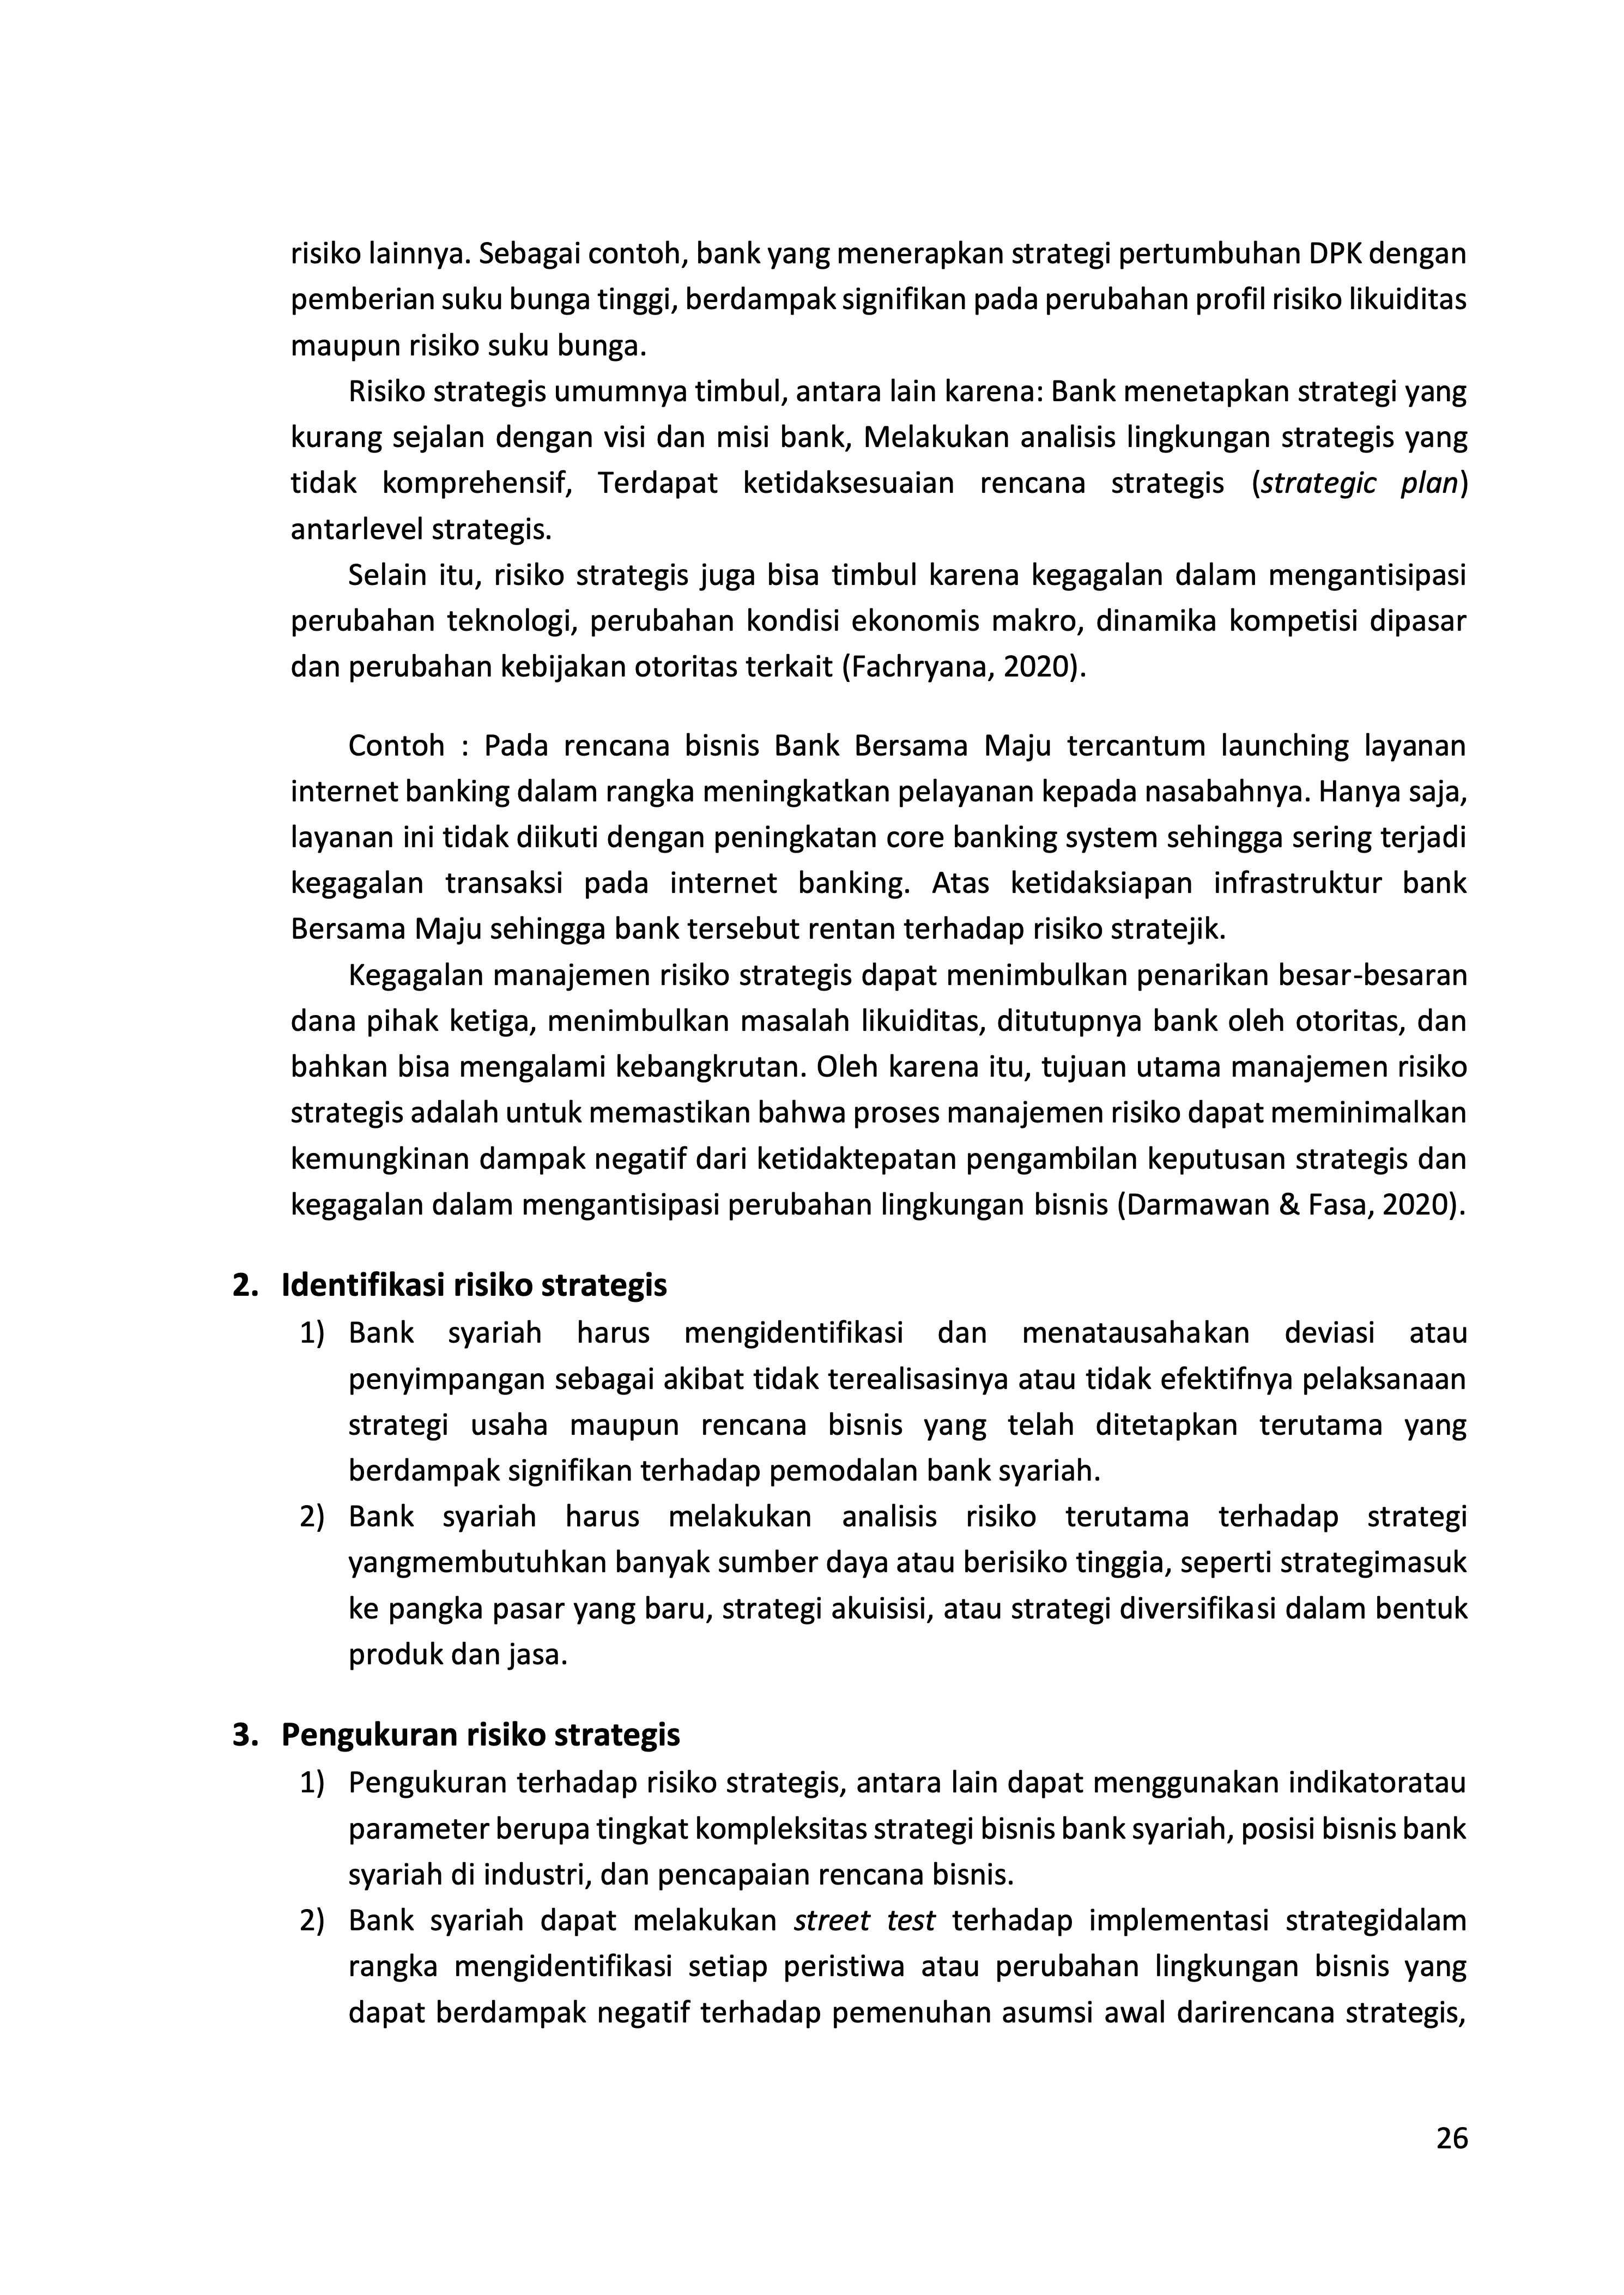 risiko lainnya. Sebagai contoh, bank yang menerapkan strategi pertumbuhan DPK dengan
pemberian suku bunga tinggi, berdampak signifikan pada perubahan profil risiko likuiditas
maupun risiko suku bunga.
Risiko strategis umumnya timbul, antara lain karena: Bank menetapkan strategi yang
kurang sejalan dengan visi dan misi bank, Melakukan analisis lingkungan strategis yang
tidak komprehensif, Terdapat ketidaksesuaian rencana strategis (strategic plan)
antarlevel strategis.
Selain itu, risiko strategis juga bisa timbul karena kegagalan dalam mengantisipasi
perubahan teknologi, perubahan kondisi ekonomis makro, dinamika kompetisi dipasar
dan perubahan kebijakan otoritas terkait (Fachryana, 2020).
Contoh : Pada rencana bisnis Bank Bersama Maju tercantum launching layanan
internet banking dalam rangka meningkatkan pelayanan kepada nasabahnya. Hanya saja,
layanan ini tidak diikuti dengan peningkatan core banking system sehingga sering terjadi
kegagalan transaksi pada internet banking. Atas ketidaksiapan infrastruktur bank
Bersama Maju sehingga bank tersebut rentan terhadap risiko stratejik.
Kegagalan manajemen risiko strategis dapat menimbulkan penarikan besar-besaran
dana pihak ketiga, menimbulkan masalah likuiditas, ditutupnya bank oleh otoritas, dan
bahkan bisa mengalami kebangkrutan. Oleh karena itu, tujuan utama manajemen risiko
strategis adalah untuk memastikan bahwa proses manajemen risiko dapat meminimalkan
kemungkinan dampak negatif dari ketidaktepatan pengambilan keputusan strategis dan
kegagalan dalam mengantisipasi perubahan lingkungan bisnis (Darmawan & Fasa, 2020).
2. Identifikasi risiko strategis
1) Bank syariah harus mengidentifikasi dan menatausahakan deviasi atau
penyimpangan sebagai akibat tidak terealisasinya atau tidak efektifnya pelaksanaan
strategi usaha maupun rencana bisnis yang telah ditetapkan terutama yang
berdampak signifikan terhadap pemodalan bank syariah.
2) Bank syariah harus melakukan analisis risiko terutama terhadap strategi
yangmembutuhkan banyak sumber daya atau berisiko tinggia, seperti strategimasuk
ke pangka pasar yang baru, strategi akuisisi, atau strategi diversifikasi dalam bentuk
produk dan jasa.
3. Pengukuran risiko strategis
1) Pengukuran terhadap risiko strategis, antara lain dapat menggunakan indikatoratau
parameter berupa tingkat kompleksitas strategi bisnis bank syariah, posisi bisnis bank
syariah di industri, dan pencapaian rencana bisnis.
2) Bank syariah dapat melakukan street test terhadap implementasi strategidalam
rangka mengidentifikasi setiap peristiwa atau perubahan lingkungan bisnis yang
dapat berdampak negatif terhadap pemenuhan asumsi awal darirencana strategis,
26